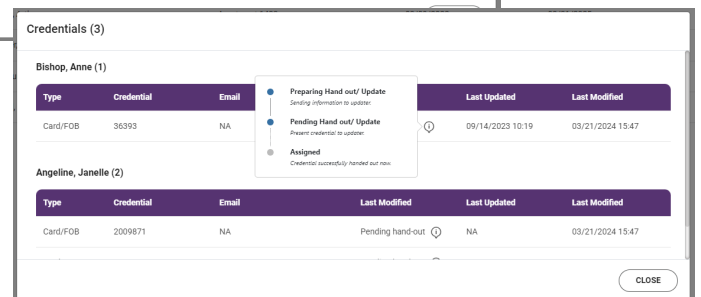 Credentials (3)
Bishop, Anne (1)
Type Credential Email Last Updated Last Modified
Card/FOB 36393 NA 09/14/2023 10:19 03/21/2024 15:47
Preparing Hand out/ Update
Sending information to updater.
Pending Hand out/ Update
Present credential to updater.
Assigned
Credential successfully handed out now.
Angeline, Janelle (2)
Type Credential Email Last Modified Last Updated Last Modified
Card/FOB 2009871 NA Pending hand-out NA 03/21/2024 15:47
CLOSE